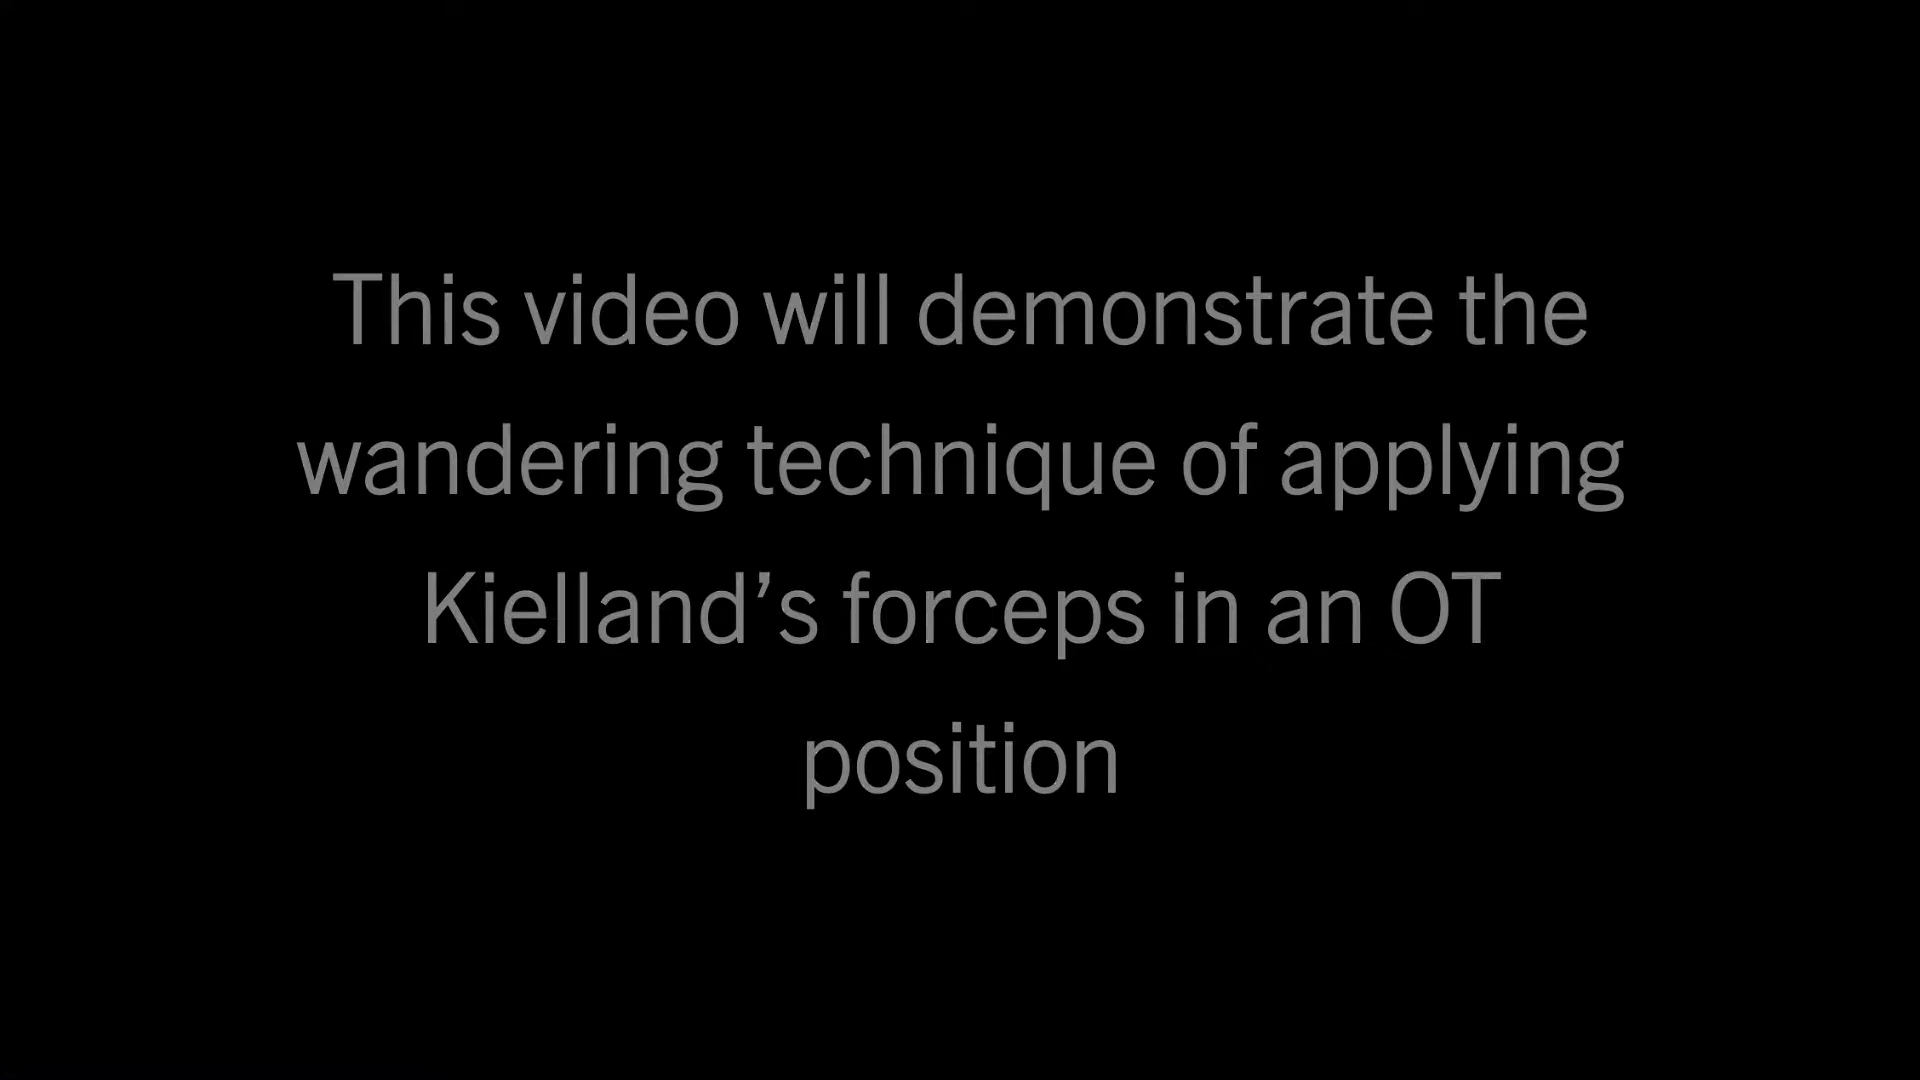 This video will demonstrate the
wandering technique of applying
Kielland’s forceps in an OT
position